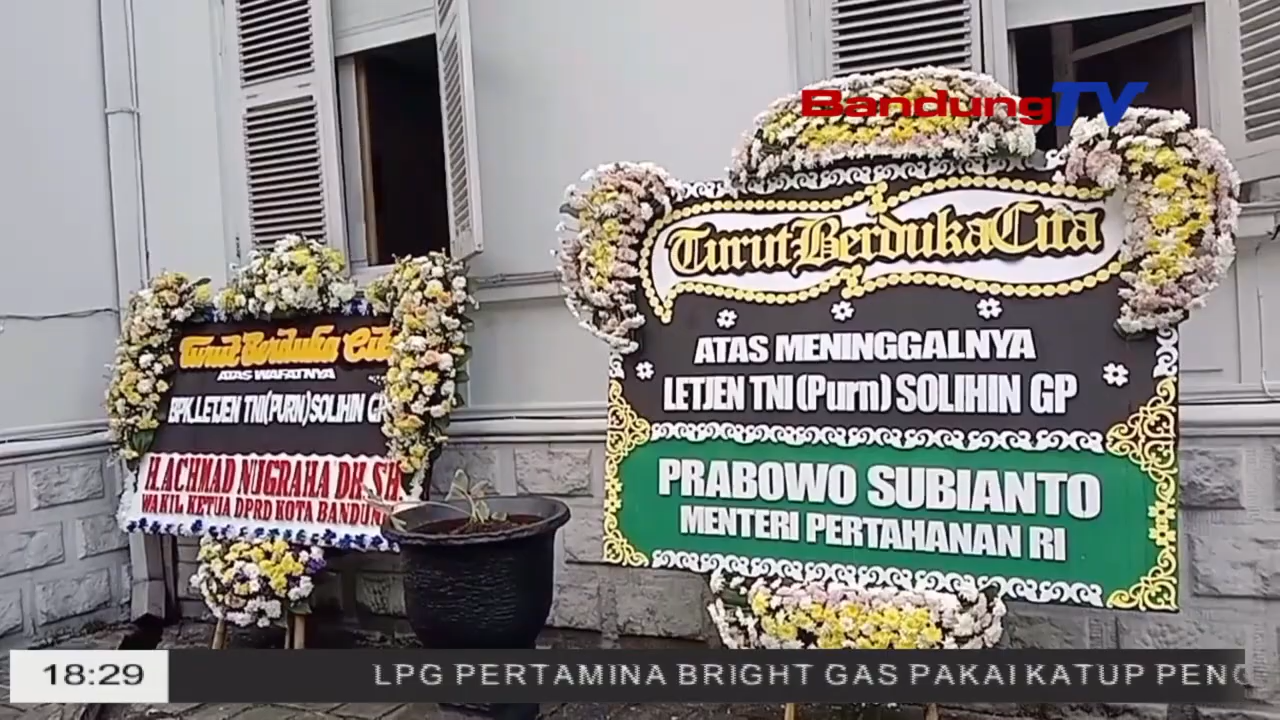 BandungTV
Turut Berduka Cita
ATAS WAFATNYA
BPK.LETJEN TNI(PURN)SOLIHIN GP
H.ACHMAD NUGRAHA DH.SH
WAKIL KETUA DPRD KOTA BANDUNG
Turut Berduka Cita
ATAS MENINGGALNYA
LETJEN TNI(Purn) SOLIHIN GP
PRABOWO SUBIANTO
MENTERI PERTAHANAN RI
18:29
LPG PERTAMINA BRIGHT GAS PAKAI KATUP